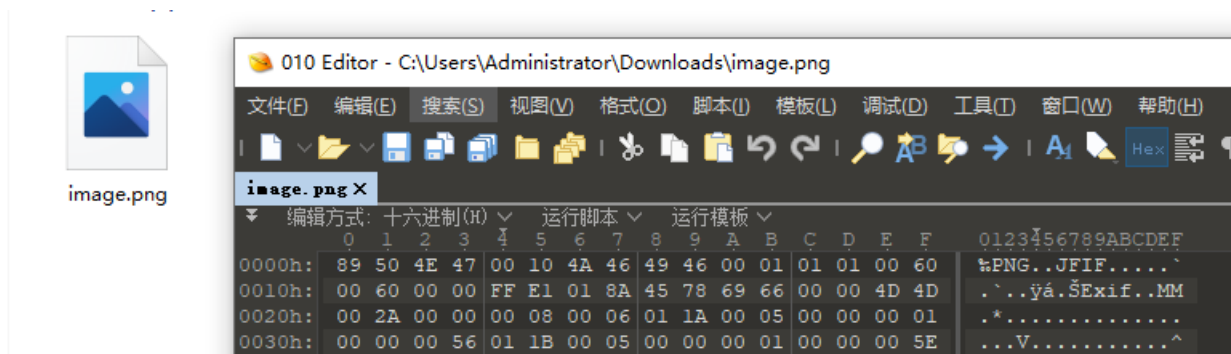 image.png
010 Editor - C:\Users\Administrator\Downloads\image.png
文件(F) 编辑(E) 搜索(S) 视图(V) 格式(O) 脚本(I) 模板(L) 调试(D) 工具(T) 窗口(W) 帮助(H)
Hex
image.png ×
编辑方式: 十六进制(H) 运行脚本 运行模板
0 1 2 3 4 5 6 7 8 9 A B C D E F 0123456789ABCDEF
0000h: 89 50 4E 47 00 10 4A 46 49 46 00 01 01 01 00 60 ‰PNG..JFIF.....`
0010h: 00 60 00 00 FF E1 01 8A 45 78 69 66 00 00 4D 4D .`..ÿá.ŠExif..MM
0020h: 00 2A 00 00 00 08 00 06 01 1A 00 05 00 00 00 01 .*..............
0030h: 00 00 00 56 01 1B 00 05 00 00 00 01 00 00 00 5E ...V...........^